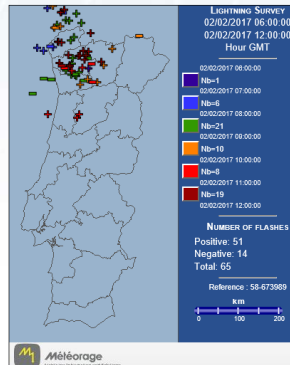 LIGHTNING SURVEY
02/02/2017 06:00:00
02/02/2017 12:00:00
Hour GMT
02/02/2017 06:00:00
Nb=1
02/02/2017 07:00:00
Nb=6
02/02/2017 08:00:00
Nb=21
02/02/2017 09:00:00
Nb=10
02/02/2017 10:00:00
Nb=8
02/02/2017 11:00:00
Nb=19
02/02/2017 12:00:00
NUMBER OF FLASHES
Positive: 51
Negative: 14
Total: 65
Reference : 58-673989
km
0 100 200
Météorage